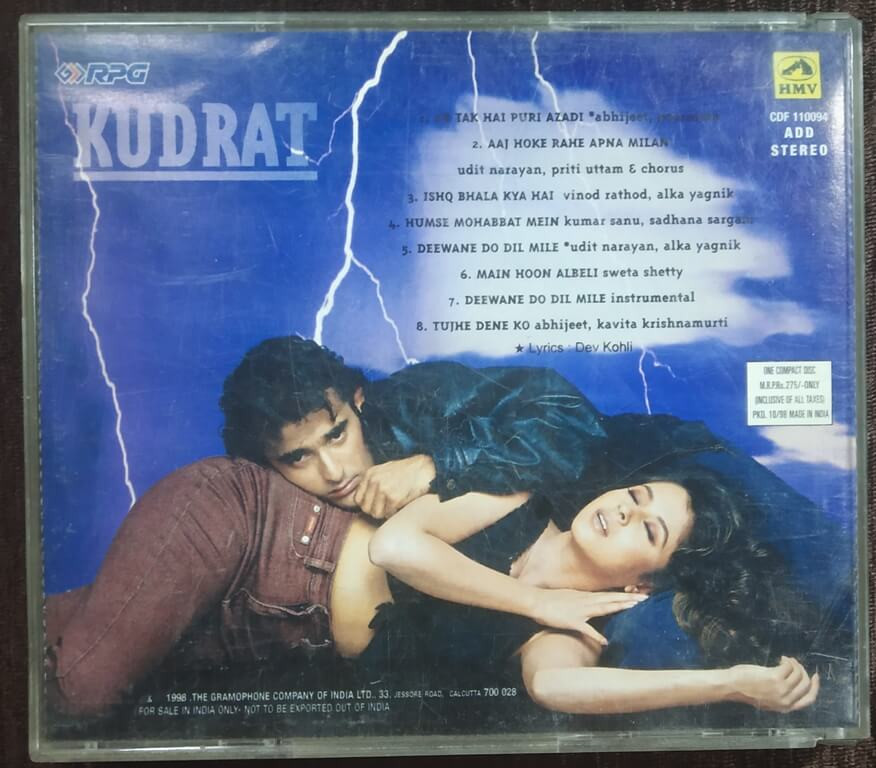 RPG
KUDRAT
HMV
CDF 110094
ADD
STEREO
1. TAK HAI PURI AZADI *abhijeet,
2. AAJ HOKE RAHE APNA MILAN
udit narayan, priti uttam & chorus
3. ISHQ BHALA KYA HAI vinod rathod, alka yagnik
4. HUMSE MOHABBAT MEIN kumar sanu, sadhana sargam
5. DEEWANE DO DIL MILE *udit narayan, alka yagnik
6. MAIN HOON ALBELI sweta shetty
7. DEEWANE DO DIL MILE instrumental
8. TUJHE DENE KO abhijeet, kavita krishnamurti
★ Lyrics : Dev Kohli
ONE COMPACT DISC
M.R.P.Rs.275/-ONLY
(INCLUSIVE OF ALL TAXES)
PKD. 10/98 MADE IN INDIA
1998 .THE GRAMOPHONE COMPANY OF INDIA LTD., 33, JESSORE ROAD, CALCUTTA 700 028
FOR SALE IN INDIA ONLY- NOT TO BE EXPORTED OUT OF INDIA